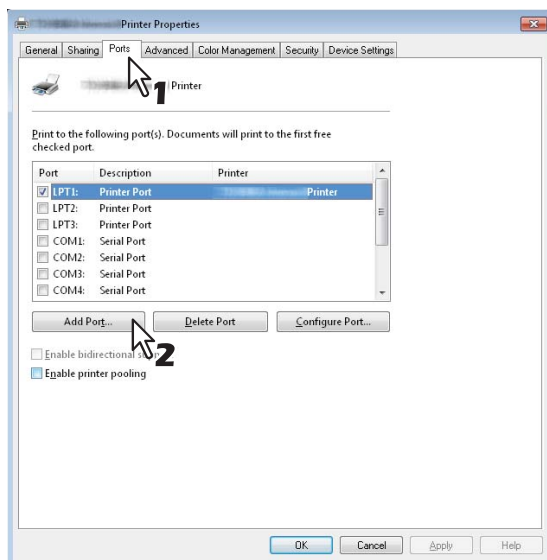 Printer Properties
General Sharing Ports Advanced Color Management Security Device Settings
1
Printer
Print to the following port(s). Documents will print to the first free
checked port.
Port Description Printer
LPT1: Printer Port Printer
LPT2: Printer Port
LPT3: Printer Port
COM1: Serial Port
COM2: Serial Port
COM3: Serial Port
COM4: Serial Port
Add Port... Delete Port Configure Port...
2
Enable bidirectional
Enable printer pooling
OK Cancel Apply Help